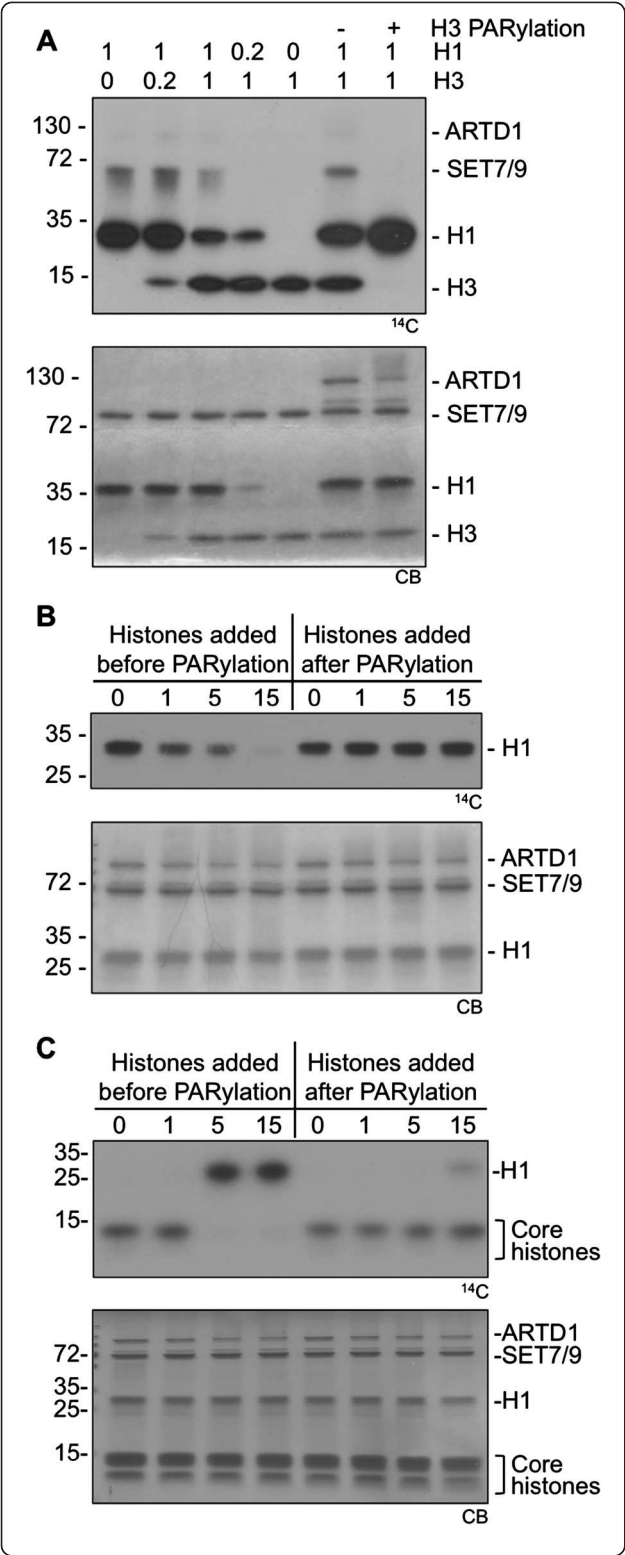 A
- + H3 PARylation
1 1 1 0.2 0 1 1 H1
0 0.2 1 1 1 1 1 H3
130 - - ARTD1
72 - - SET7/9
35 - - H1
15 - - H3
14C
130 - - ARTD1
72 - - SET7/9
35 - - H1
15 - - H3
CB
B
Histones added before PARylation
Histones added after PARylation
0 1 5 15 0 1 5 15
35 - - H1
25 -
14C
72 - - ARTD1
- SET7/9
35 - - H1
25 -
CB
C
Histones added before PARylation
Histones added after PARylation
0 1 5 15 0 1 5 15
35-
25- -H1
15- Core histones
14C
-ARTD1
72- -SET7/9
35- -H1
25-
15- Core histones
CB